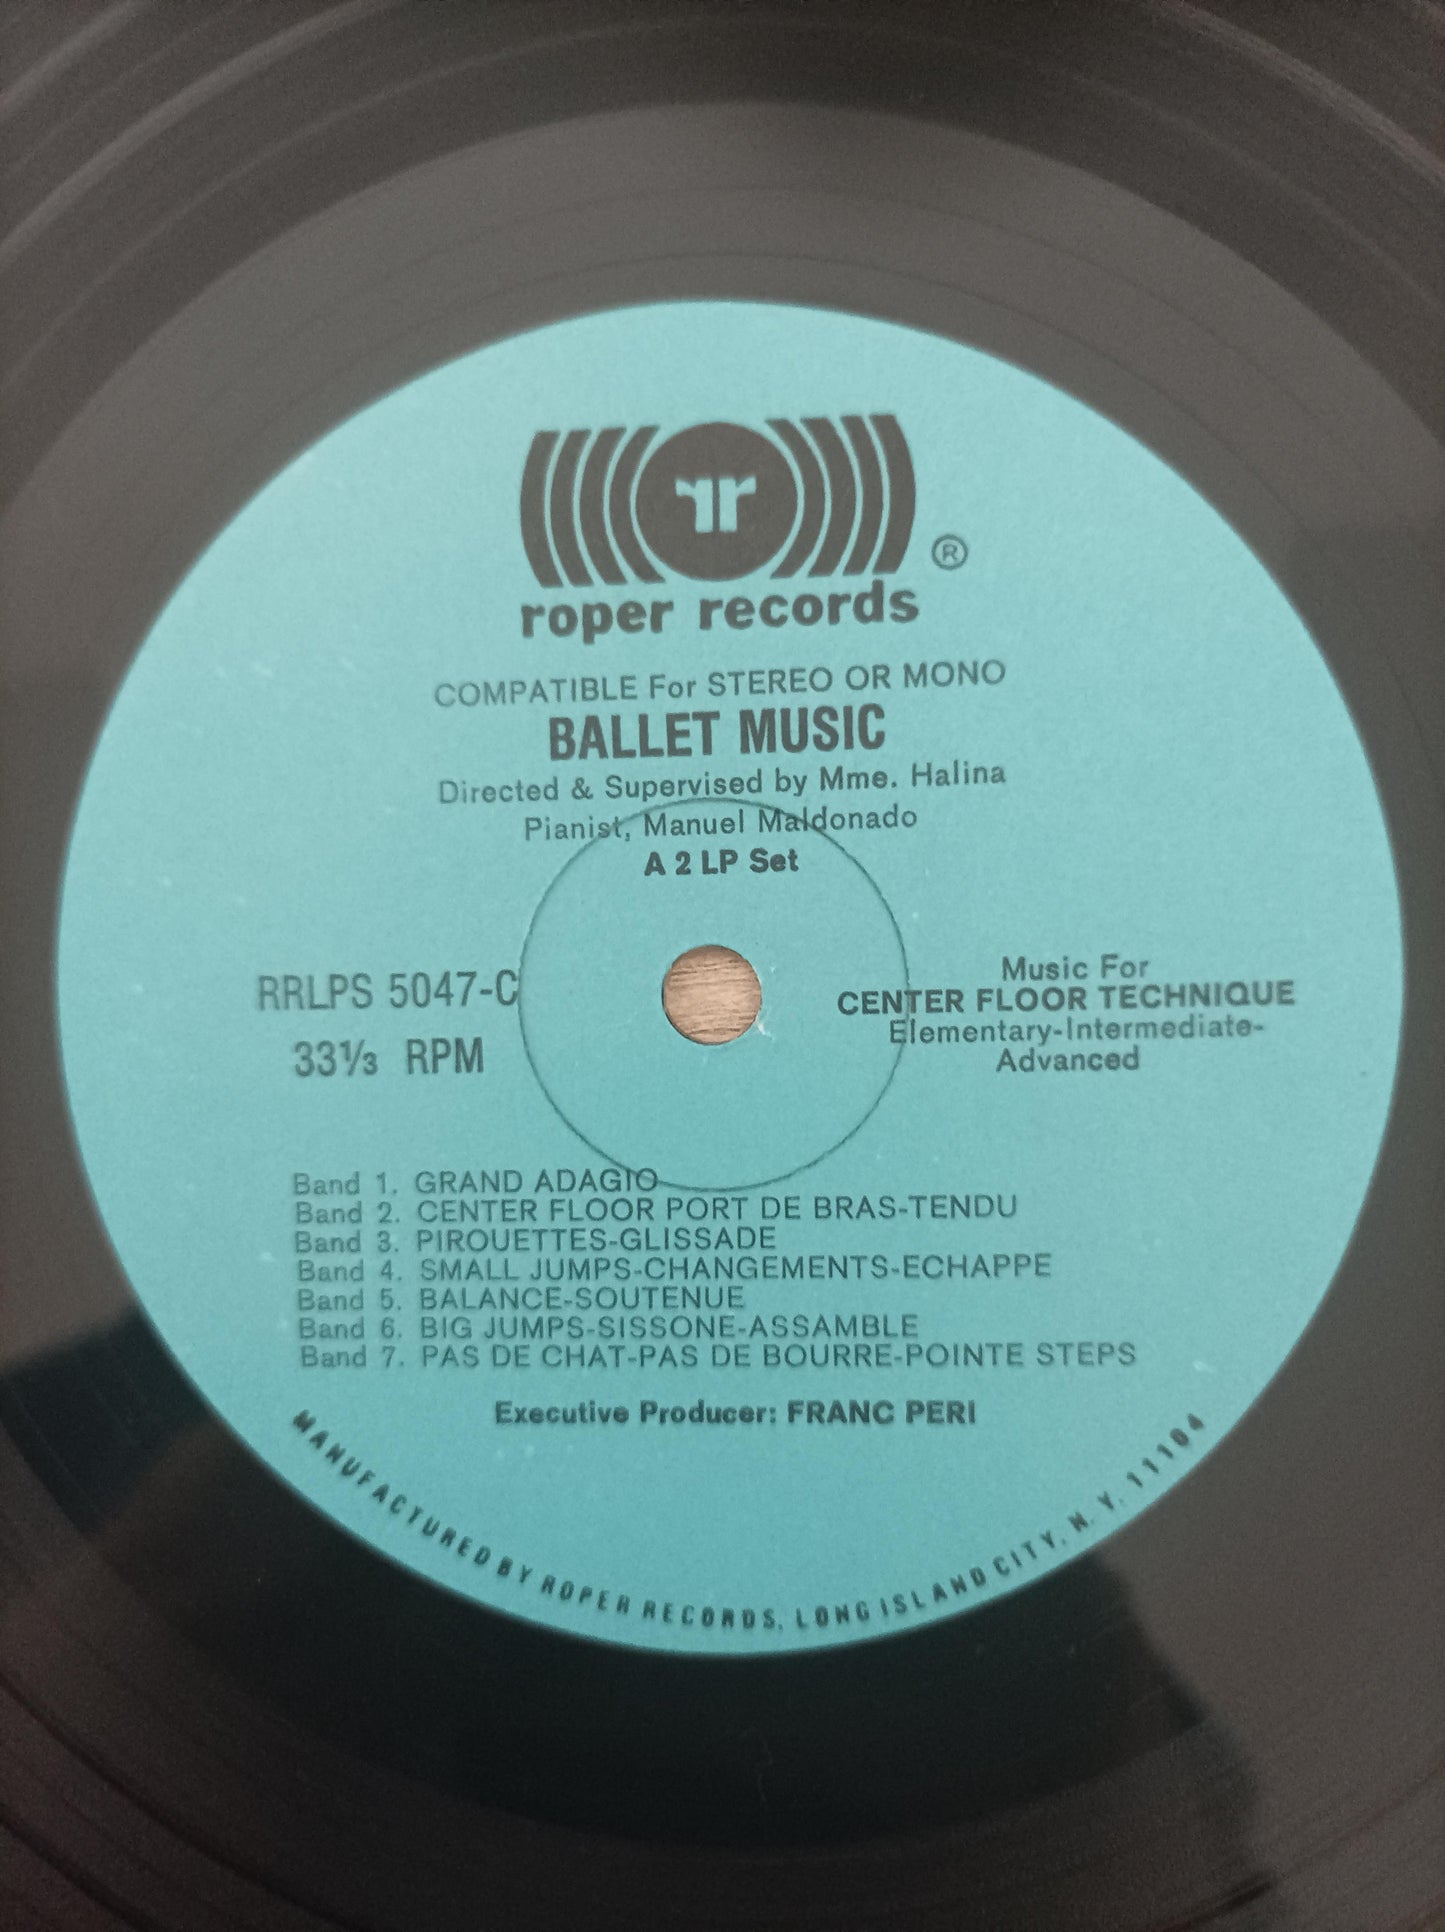 rr
®
roper records
COMPATIBLE For STEREO OR MONO
BALLET MUSIC
Directed & Supervised by Mme. Halina
Pianist, Manuel Maldonado
A 2 LP Set
RRLPS 5047-C
33⅓ RPM
Music For
CENTER FLOOR TECHNIQUE
Elementary-Intermediate-
Advanced
Band 1. GRAND ADAGIO
Band 2. CENTER FLOOR PORT DE BRAS-TENDU
Band 3. PIROUETTES-GLISSADE
Band 4. SMALL JUMPS-CHANGEMENTS-ECHAPPE
Band 5. BALANCE-SOUTENUE
Band 6. BIG JUMPS-SISSONE-ASSAMBLE
Band 7. PAS DE CHAT-PAS DE BOURRE-POINTE STEPS
Executive Producer: FRANC PERI
MANUFACTURED BY ROPER RECORDS, LONG ISLAND CITY, N. Y. 11104